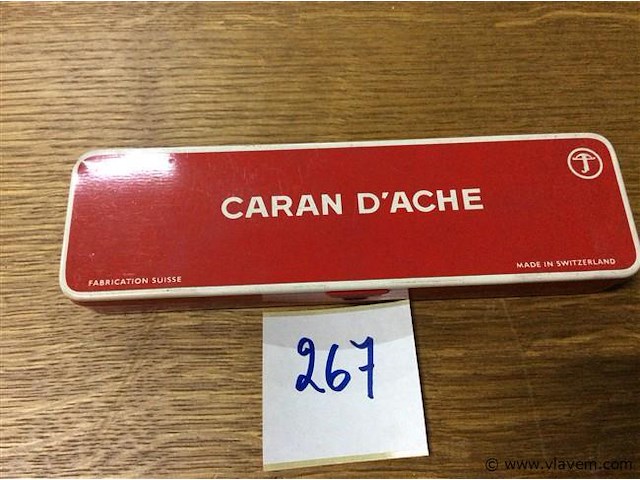 CARAN D'ACHE
FABRICATION SUISSE
MADE IN SWITZERLAND
267
© www.vlavem.com